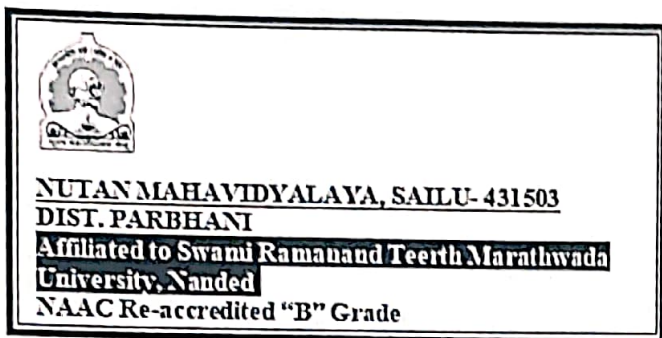 NUTAN MAHAVIDYALAYA, SAILU- 431503
DIST. PARBHANI
Affiliated to Swami Ramanand Teerth Marathwada
University, Nanded
NAAC Re-accredited “B” Grade